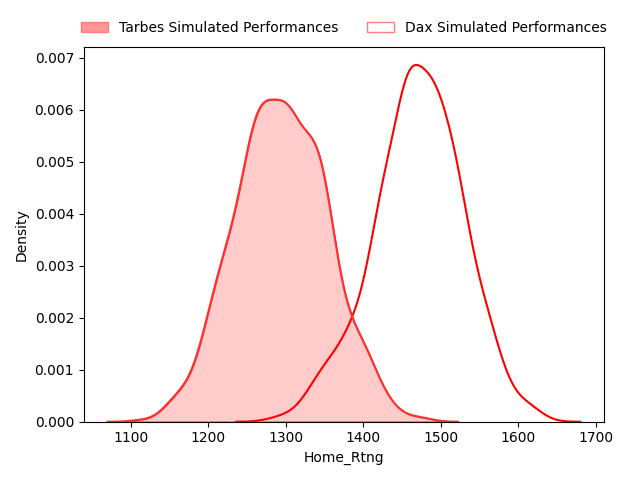 Tarbes Simulated Performances Dax Simulated Performances
0.007
0.006
0.005
0.004
0.003
0.002
0.001
0.000
Density
1100 1200 1300 1400 1500 1600 1700
Home_Rtng